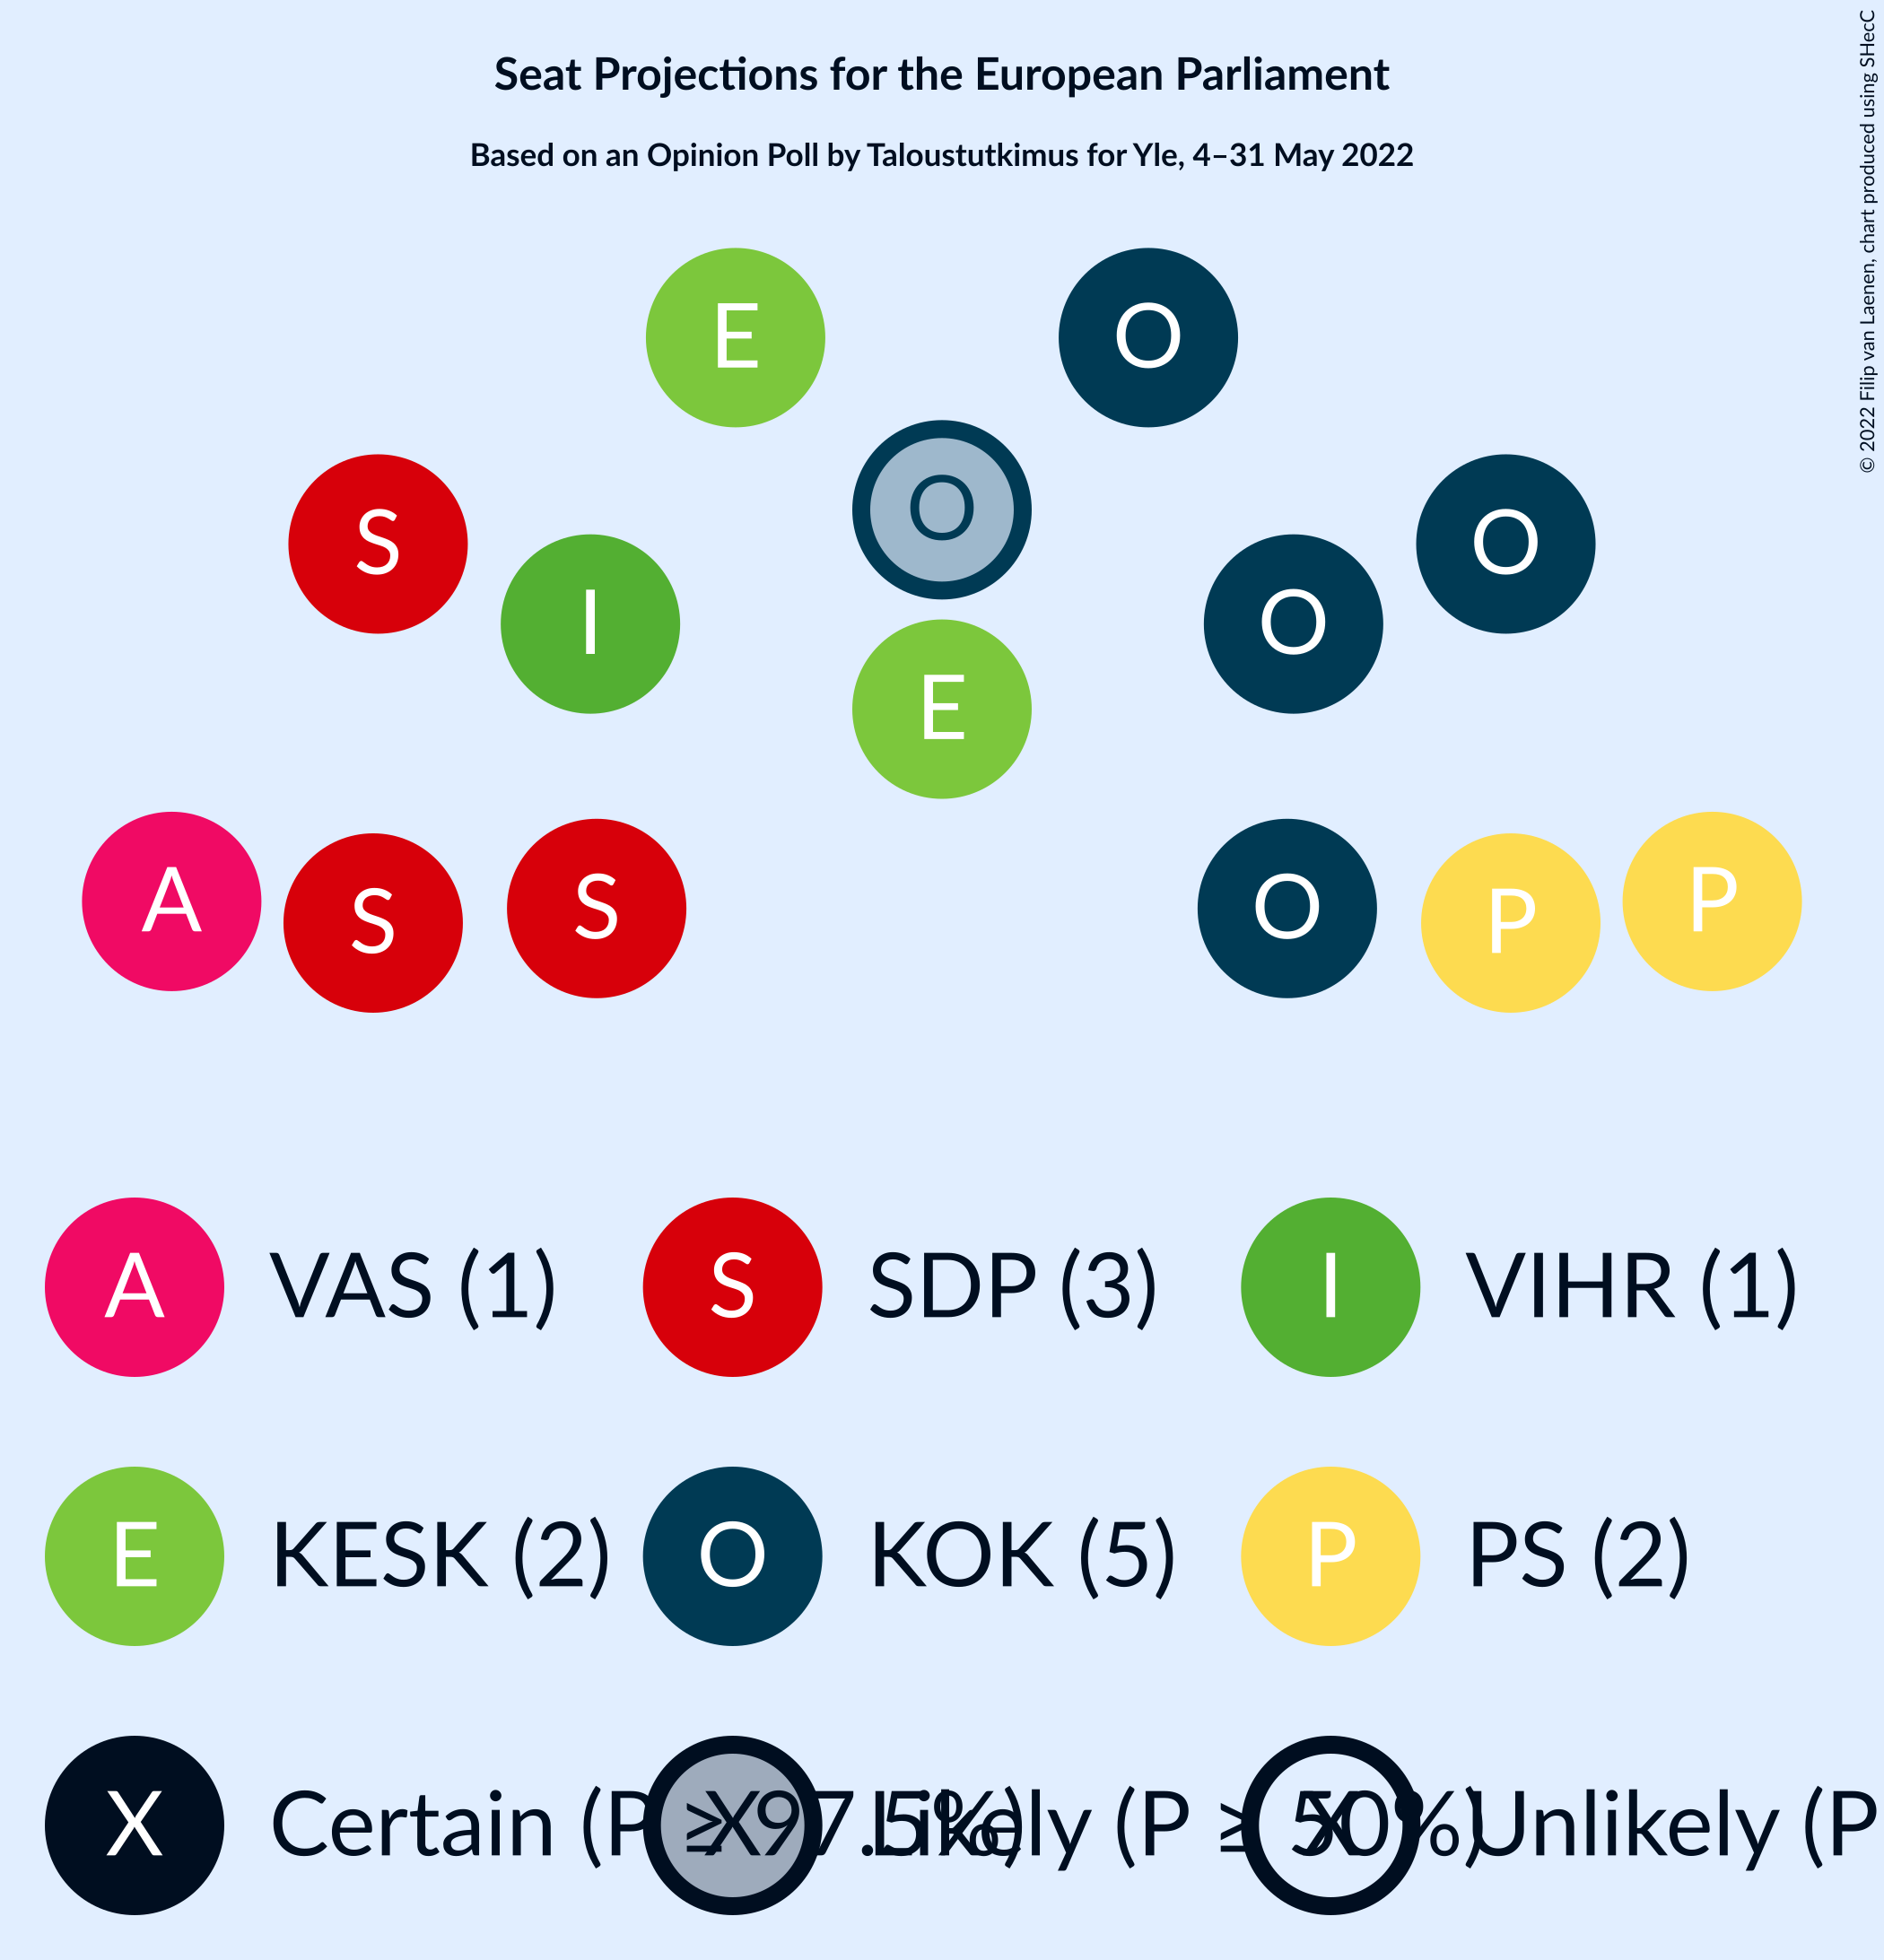 Seat Projections for the European Parliament
Based on an Opinion Poll by Taloustutkimus for Yle, 4–31 May 2022
© 2022 Filip van Laenen, chart produced using SHecC
E O
S I O O O
E
A S S O P P
A VAS (1) S SDP (3) I VIHR (1)
E KESK (2) O KOK (5) P PS (2)
X Certain (P ≥ 97.5%) X Likely (P ≥ 50%) X Unlikely (P